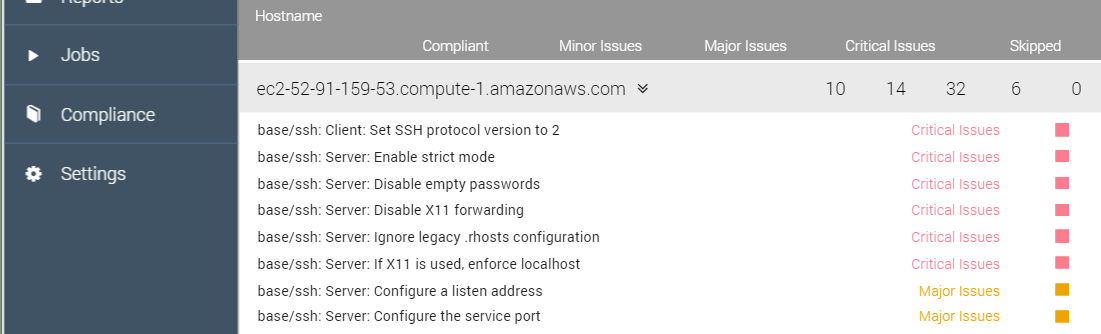 Reports
Jobs
Compliance
Settings
Hostname
Compliant Minor Issues Major Issues Critical Issues Skipped
ec2-52-91-159-53.compute-1.amazonaws.com 10 14 32 6 0
base/ssh: Client: Set SSH protocol version to 2 Critical Issues
base/ssh: Server: Enable strict mode Critical Issues
base/ssh: Server: Disable empty passwords Critical Issues
base/ssh: Server: Disable X11 forwarding Critical Issues
base/ssh: Server: Ignore legacy .rhosts configuration Critical Issues
base/ssh: Server: If X11 is used, enforce localhost Critical Issues
base/ssh: Server: Configure a listen address Major Issues
base/ssh: Server: Configure the service port Major Issues